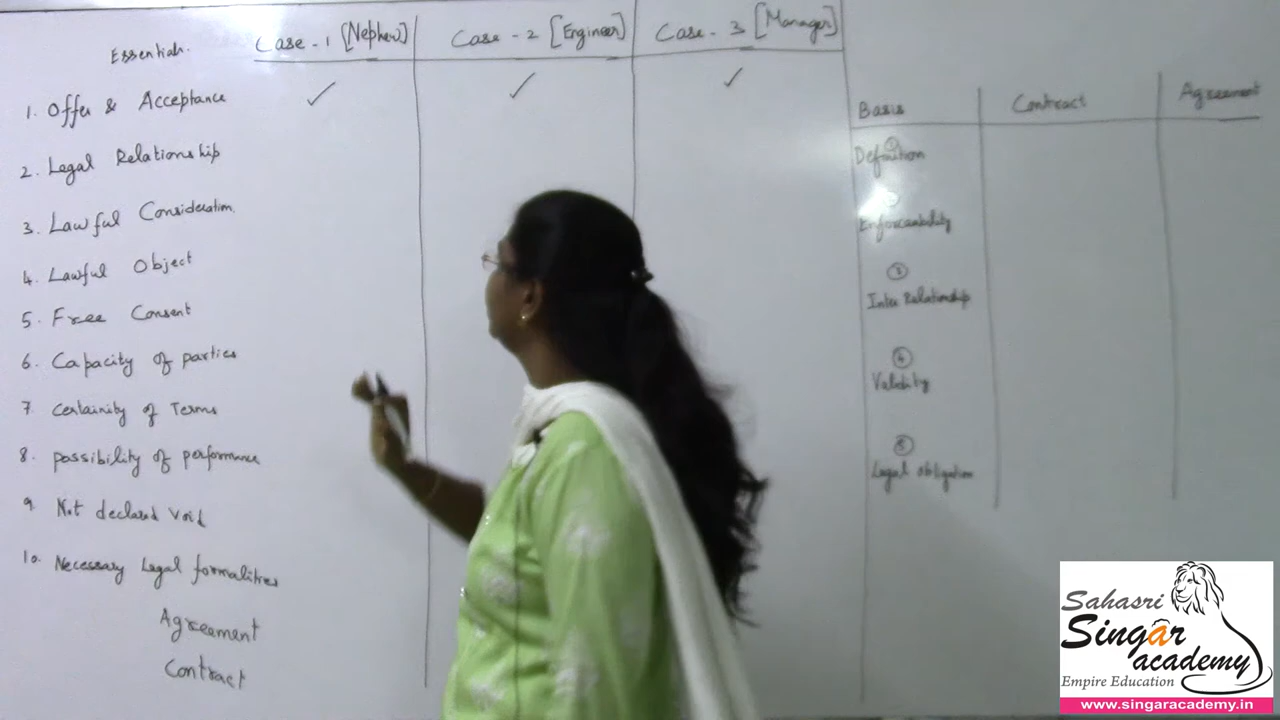 Essentials. Case - 1 [Nephew] Case - 2 [Engineer] Case - 3 [Manager]
1. Offer & Acceptance ✓ ✓ ✓
2. Legal Relationship
3. Lawful Consideration.
4. Lawful Object
5. Free Consent
6. Capacity of parties
7. Certainity of Terms
8. possibility of performance
9. Not declared void
10. Necessary Legal formalities
Agreement
Contract
Basis Contract Agreement
①
Definition
Enforceability
③
Inter Relationship
④
Validity
⑤
Legal obligation
Sahasri
Singâr
academy
Empire Education
www.singaracademy.in